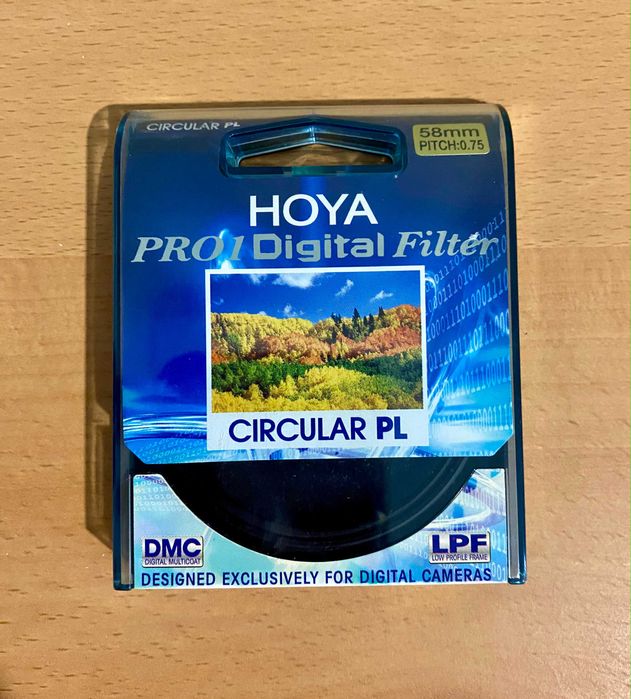 CIRCULAR PL
58mm
PITCH:0.75
HOYA
PRO1 Digital Filter
CIRCULAR PL
DMC
DIGITAL MULTICOAT
LPF
LOW PROFILE FRAME
DESIGNED EXCLUSIVELY FOR DIGITAL CAMERAS